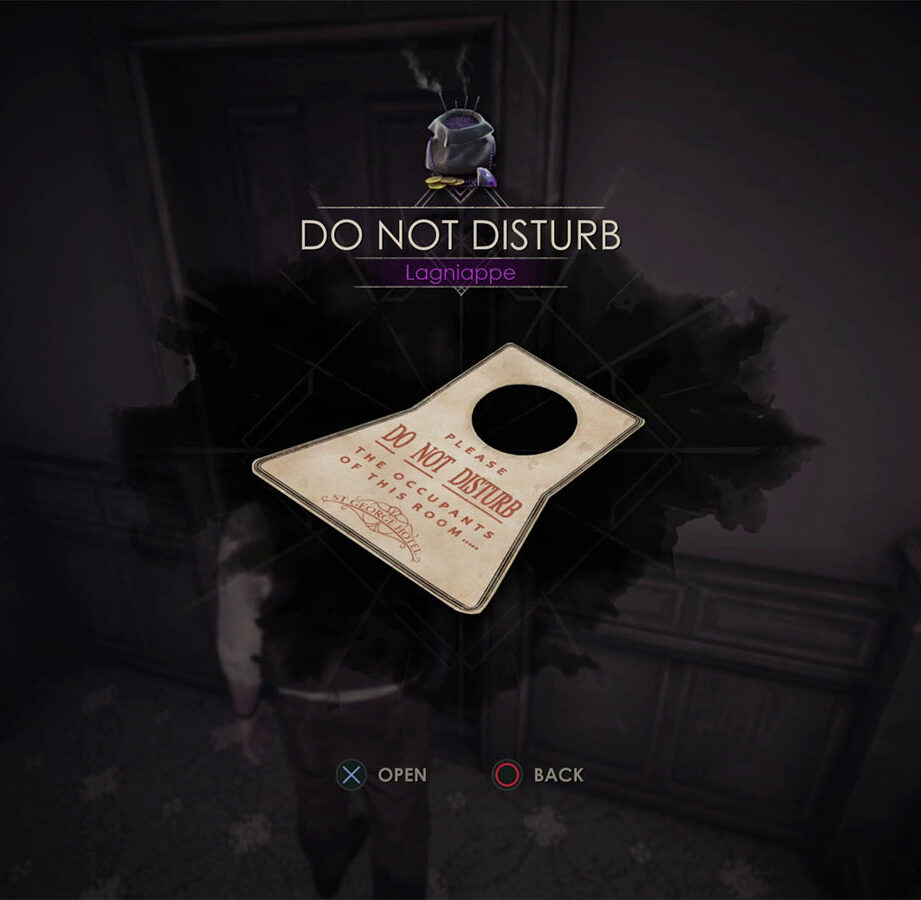 DO NOT DISTURB
Lagniappe
PLEASE
DO NOT DISTURB
THE OCCUPANTS
OF THIS ROOM.....
ST. GEORGE HOTEL
OPEN
BACK